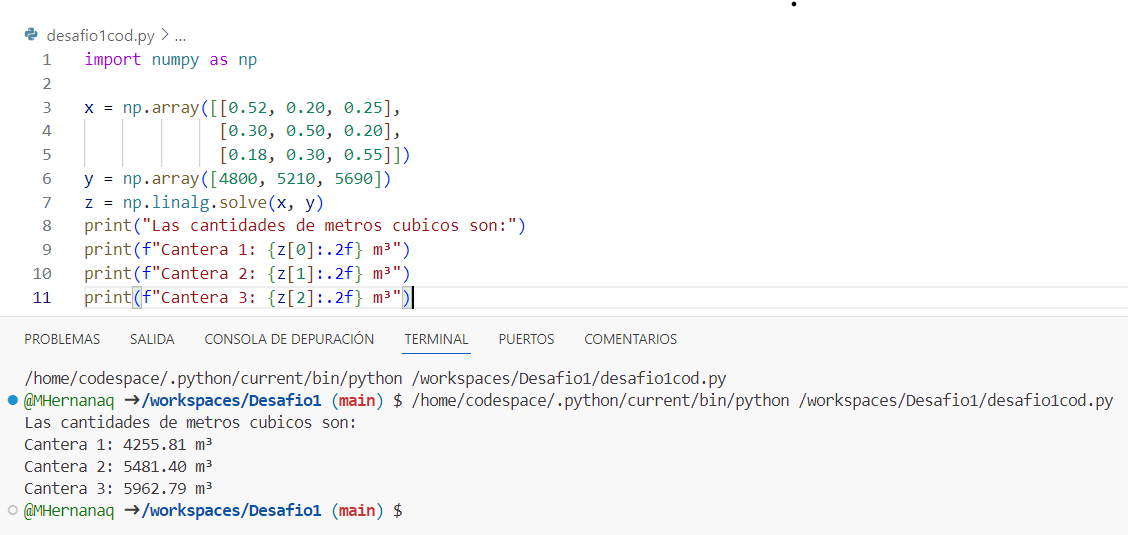 desafio1cod.py > ...
1 import numpy as np
2
3 x = np.array([[0.52, 0.20, 0.25],
4 [0.30, 0.50, 0.20],
5 [0.18, 0.30, 0.55]])
6 y = np.array([4800, 5210, 5690])
7 z = np.linalg.solve(x, y)
8 print("Las cantidades de metros cubicos son:")
9 print(f"Cantera 1: {z[0]:.2f} m³")
10 print(f"Cantera 2: {z[1]:.2f} m³")
11 print(f"Cantera 3: {z[2]:.2f} m³")
PROBLEMAS SALIDA CONSOLA DE DEPURACIÓN TERMINAL PUERTOS COMENTARIOS
/home/codespace/.python/current/bin/python /workspaces/Desafio1/desafio1cod.py
@MHernanaq ➜/workspaces/Desafio1 (main) $ /home/codespace/.python/current/bin/python /workspaces/Desafio1/desafio1cod.py
Las cantidades de metros cubicos son:
Cantera 1: 4255.81 m³
Cantera 2: 5481.40 m³
Cantera 3: 5962.79 m³
@MHernanaq ➜/workspaces/Desafio1 (main) $